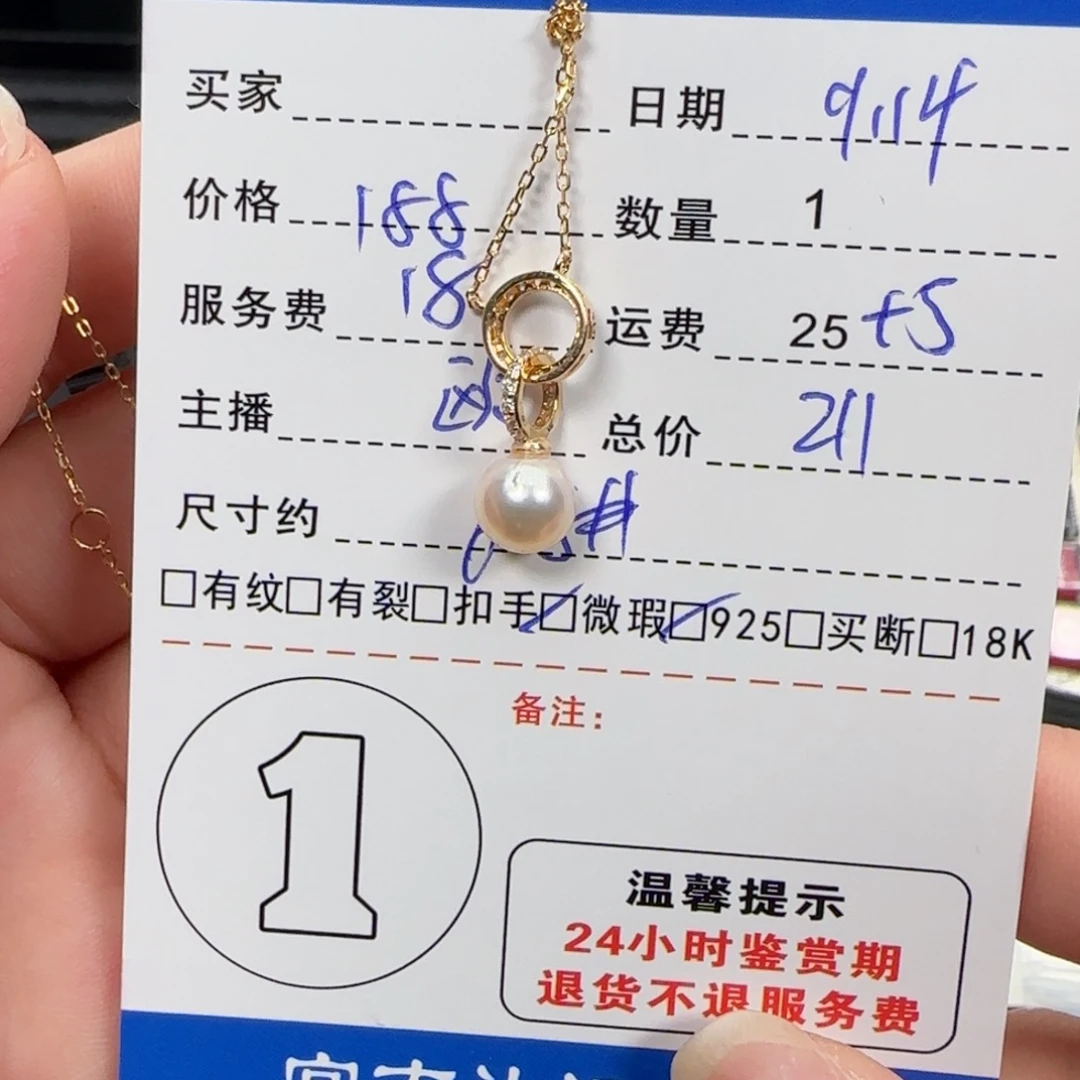 买家 日期 9.14
价格 188 数量 1
服务费 18 运费 25 +5
主播 总价 211
尺寸约 #
□有纹□有裂□扣手□微瑕□925□买断□18K
备注：
1
温馨提示
24小时鉴赏期
退货不退服务费